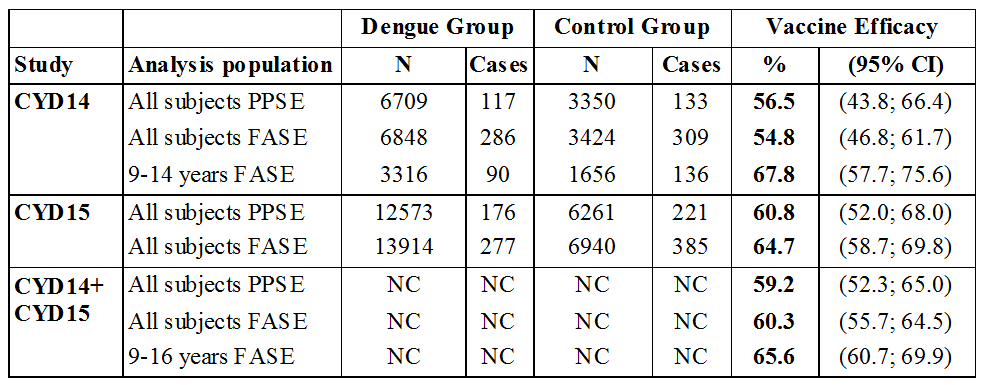 Dengue Group Control Group Vaccine Efficacy
Study Analysis population N Cases N Cases % (95% CI)
CYD14 All subjects PPSE 6709 117 3350 133 56.5 (43.8; 66.4)
All subjects FASE 6848 286 3424 309 54.8 (46.8; 61.7)
9-14 years FASE 3316 90 1656 136 67.8 (57.7; 75.6)
CYD15 All subjects PPSE 12573 176 6261 221 60.8 (52.0; 68.0)
All subjects FASE 13914 277 6940 385 64.7 (58.7; 69.8)
CYD14+ All subjects PPSE NC NC NC NC 59.2 (52.3; 65.0)
CYD15 All subjects FASE NC NC NC NC 60.3 (55.7; 64.5)
9-16 years FASE NC NC NC NC 65.6 (60.7; 69.9)